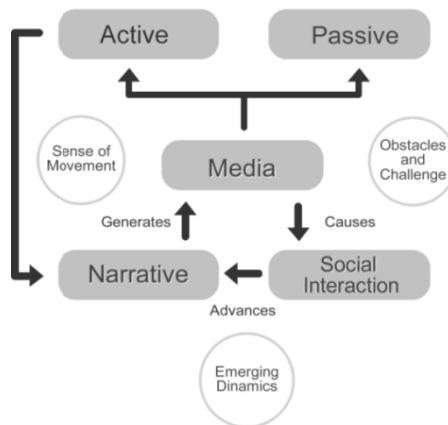 Active
Passive
Sense of
Movement
Media
Obstacles
and
Challenge
Generates
Causes
Narrative
Social
Interaction
Advances
Emerging
Dinamics